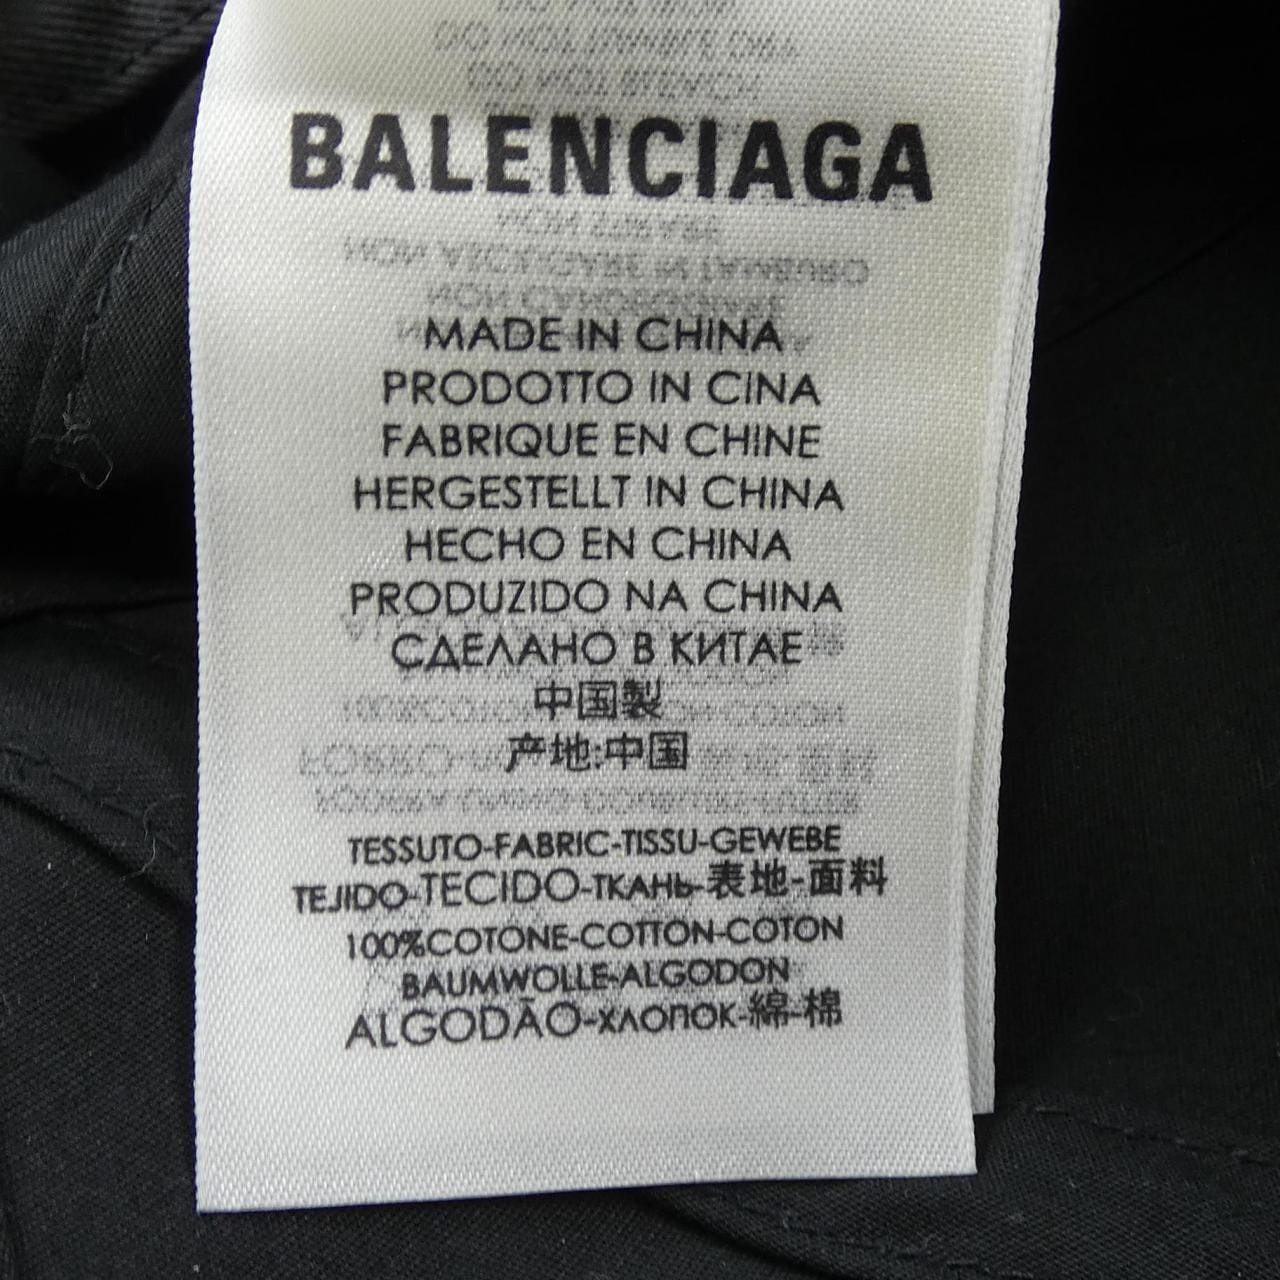 BALENCIAGA
MADE IN CHINA
PRODOTTO IN CINA
FABRIQUE EN CHINE
HERGESTELLT IN CHINA
HECHO EN CHINA
PRODUZIDO NA CHINA
СДЕЛАНО В КИТАЕ
中国製
产地:中国
TESSUTO-FABRIC-TISSU-GEWEBE
TEJIDO-TECIDO-ТКАНЬ-表地-面料
100%COTONE-COTTON-COTON
BAUMWOLLE-ALGODON
ALGODÃO-ХЛОПОК-綿-棉